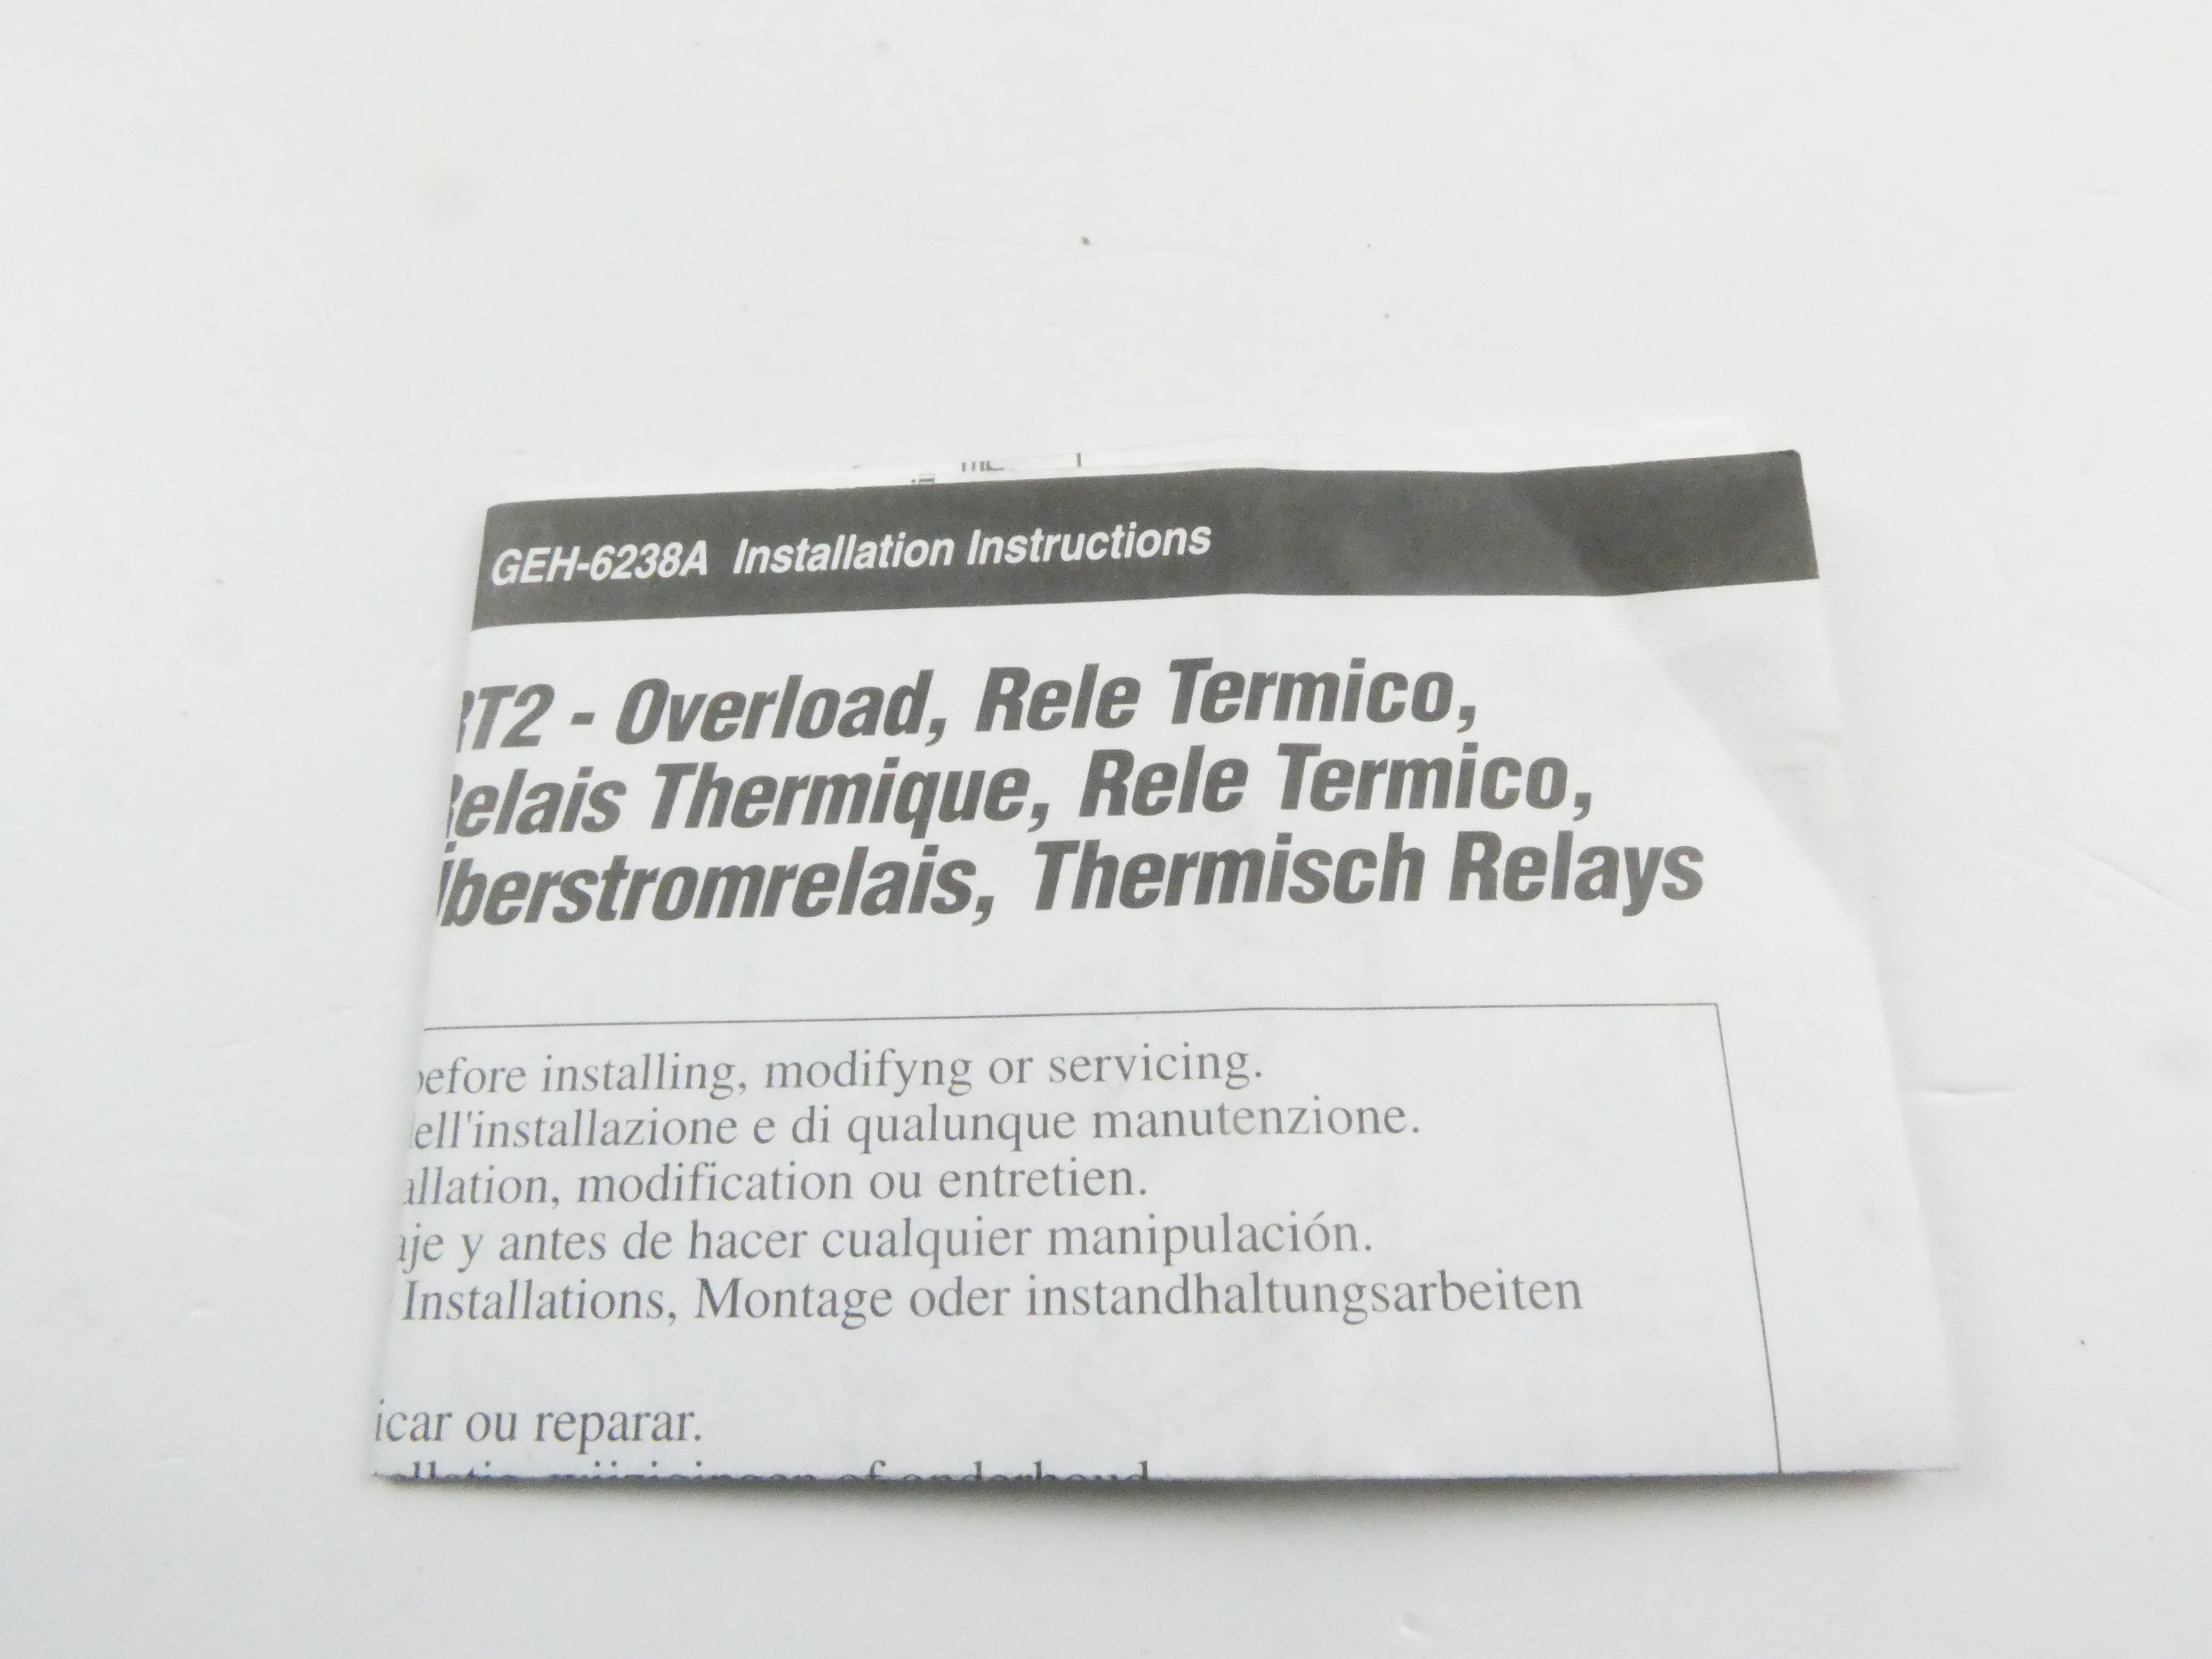 GEH-6238A Installation Instructions
RT2 - Overload, Rele Termico,
Relais Thermique, Rele Termico,
Überstromrelais, Thermisch Relays
before installing, modifyng or servicing.
dell'installazione e di qualunque manutenzione.
allation, modification ou entretien.
aje y antes de hacer cualquier manipulación.
Installations, Montage oder instandhaltungsarbeiten
icar ou reparar.